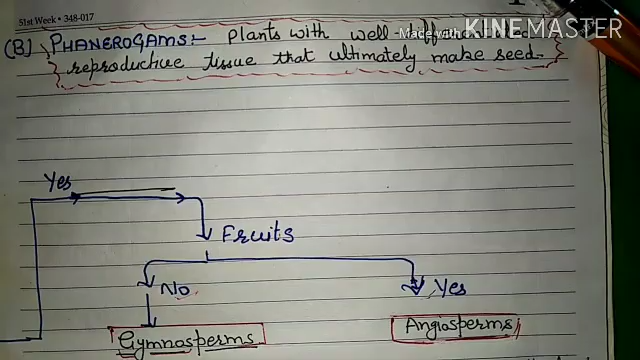 51st Week • 348-017
Made with KINEMASTER
(B) PHANEROGAMS:- plants with well-
reproductive tissue that ultimately make seed.
Yes
Fruits
No
Yes
Gymnosperms
Angiosperms